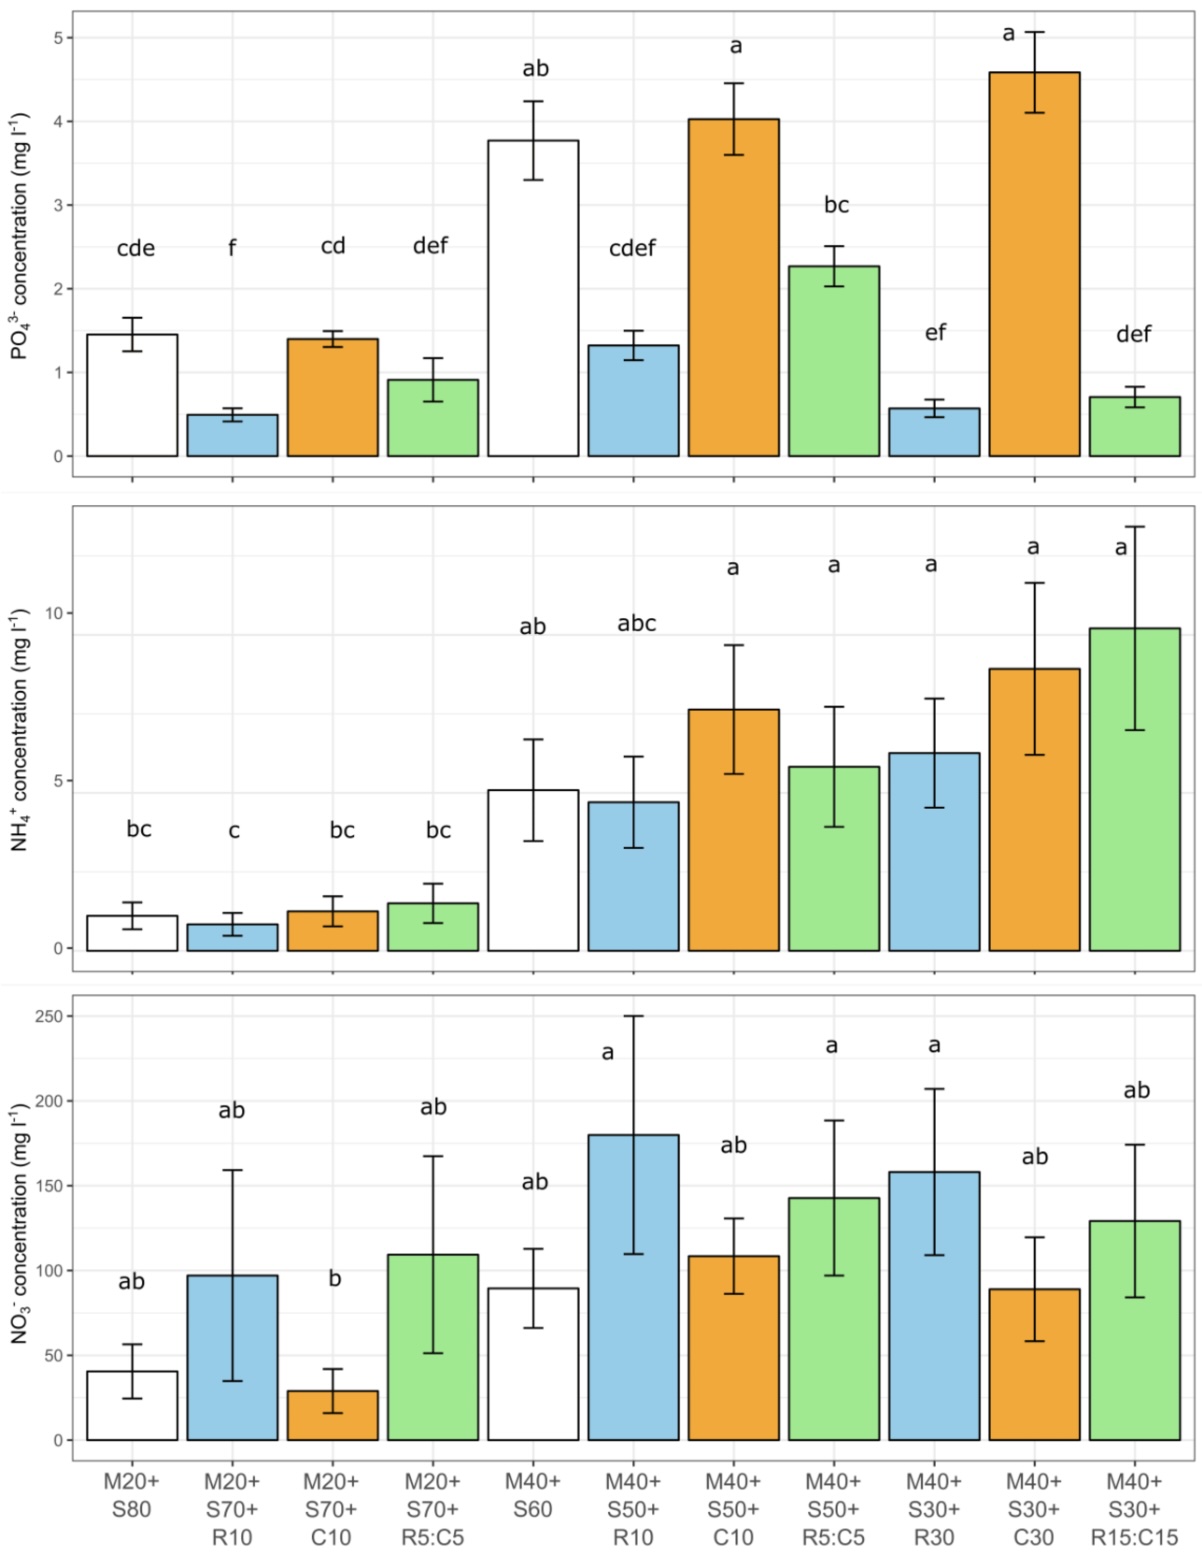 PO₄³⁻ concentration (mg l⁻¹)
5
4
3
2
1
0
cde
f
cd
def
ab
cdef
a
bc
ef
a
def
NH₄⁺ concentration (mg l⁻¹)
10
5
0
bc
c
bc
bc
ab
abc
a
a
a
a
a
NO₃⁻ concentration (mg l⁻¹)
250
200
150
100
50
0
ab
ab
b
ab
ab
a
ab
a
a
ab
ab
M20+
S80
M20+
S70+
R10
M20+
S70+
C10
M20+
S70+
R5:C5
M40+
S60
M40+
S50+
R10
M40+
S50+
C10
M40+
S50+
R5:C5
M40+
S30+
R30
M40+
S30+
C30
M40+
S30+
R15:C15